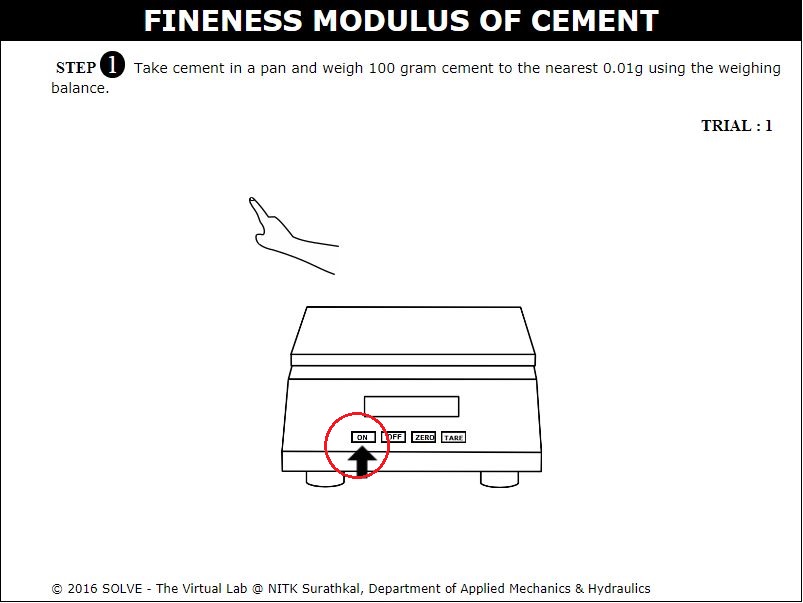 FINENESS MODULUS OF CEMENT
STEP 1 Take cement in a pan and weigh 100 gram cement to the nearest 0.01g using the weighing
balance.
TRIAL : 1
ON OFF ZERO TARE
© 2016 SOLVE - The Virtual Lab @ NITK Surathkal, Department of Applied Mechanics & Hydraulics